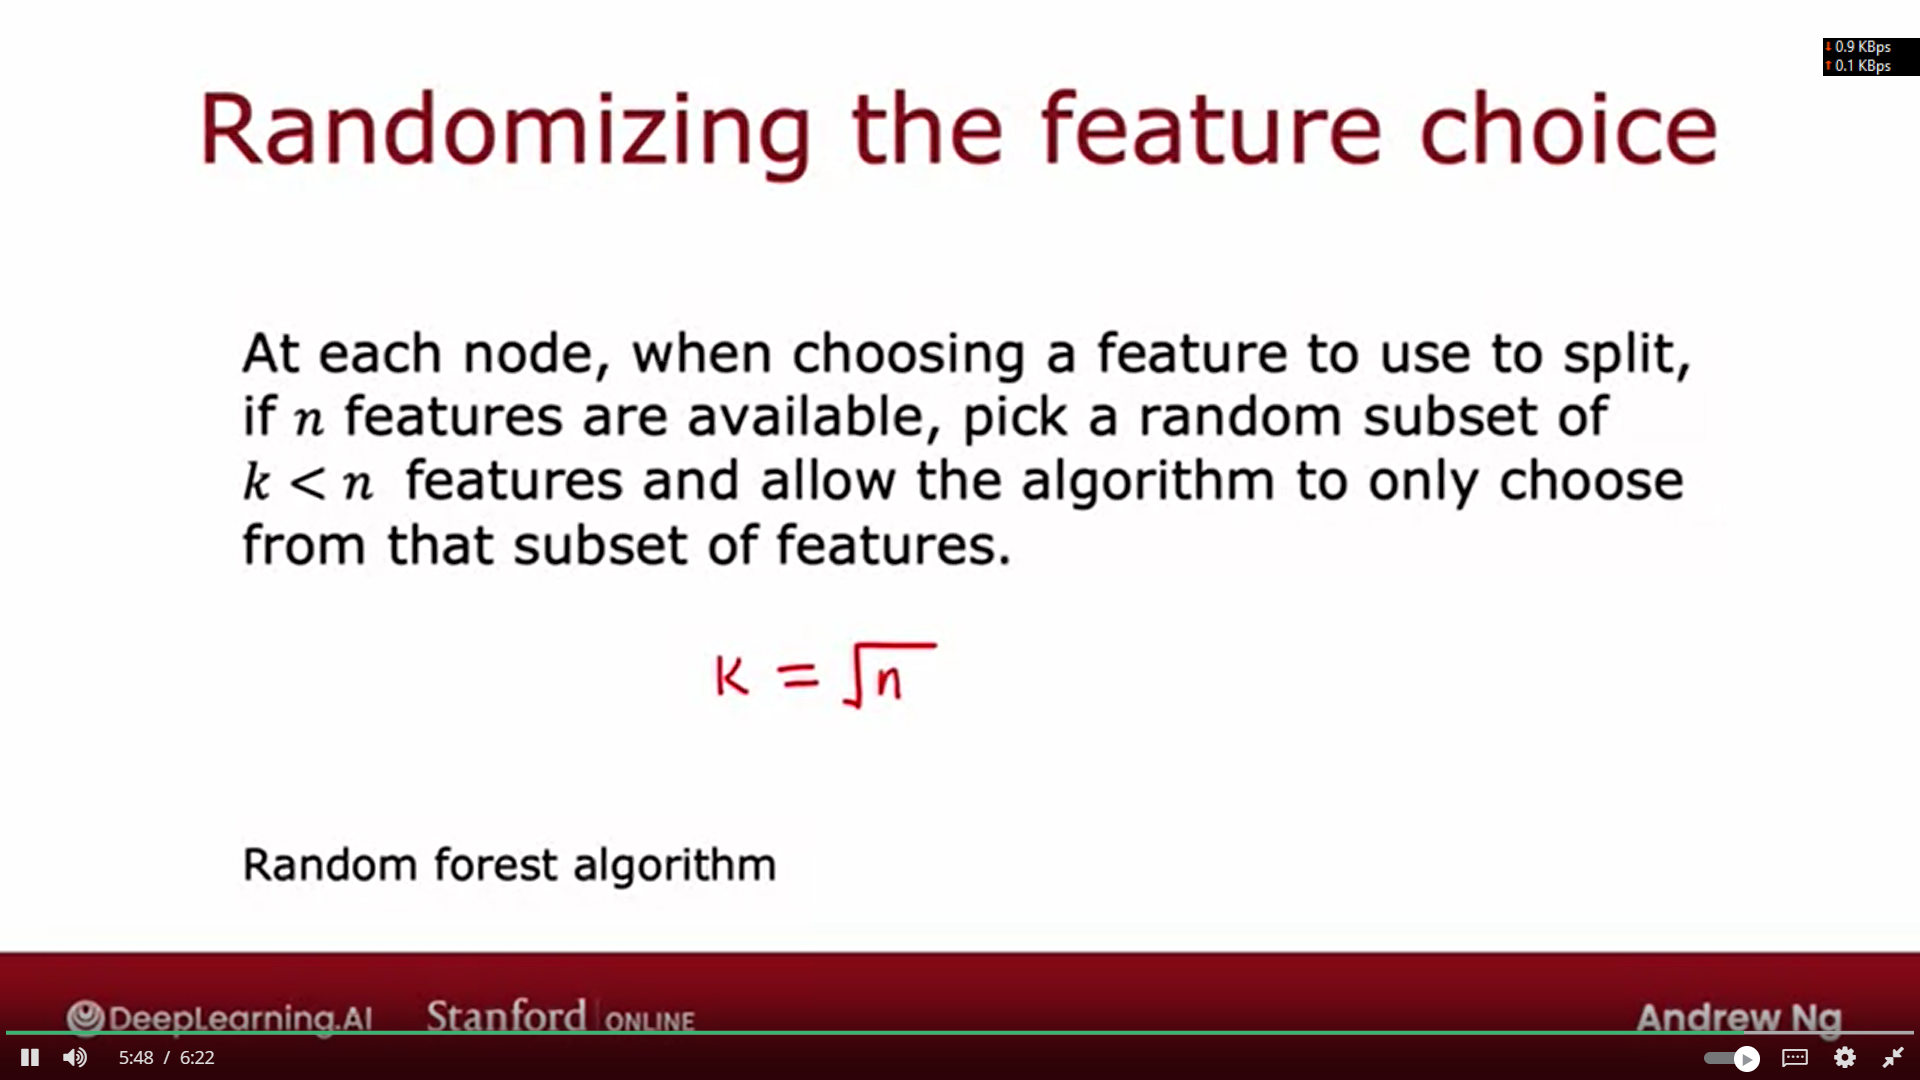 ↓ 0.9 KBps
↑ 0.1 KBps
Randomizing the feature choice
At each node, when choosing a feature to use to split,
if n features are available, pick a random subset of
k < n features and allow the algorithm to only choose
from that subset of features.
K = √n
Random forest algorithm
DeepLearning.AI
Stanford | ONLINE
Andrew Ng
5:48 / 6:22